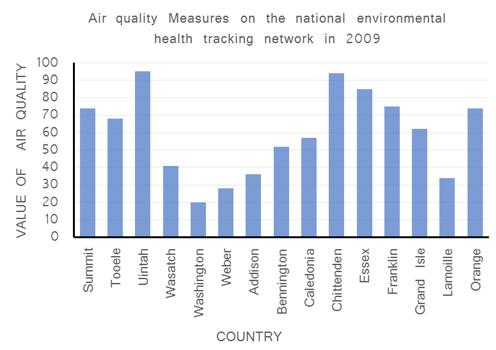 Air quality Measures on the national environmental
health tracking network in 2009
VALUE OF AIR QUALITY
100
90
80
70
60
50
40
30
20
10
0
Summit
Tooele
Uintah
Wasatch
Washington
Weber
Addison
Bennington
Caledonia
Chittenden
Essex
Franklin
Grand Isle
Lamoille
Orange
COUNTRY